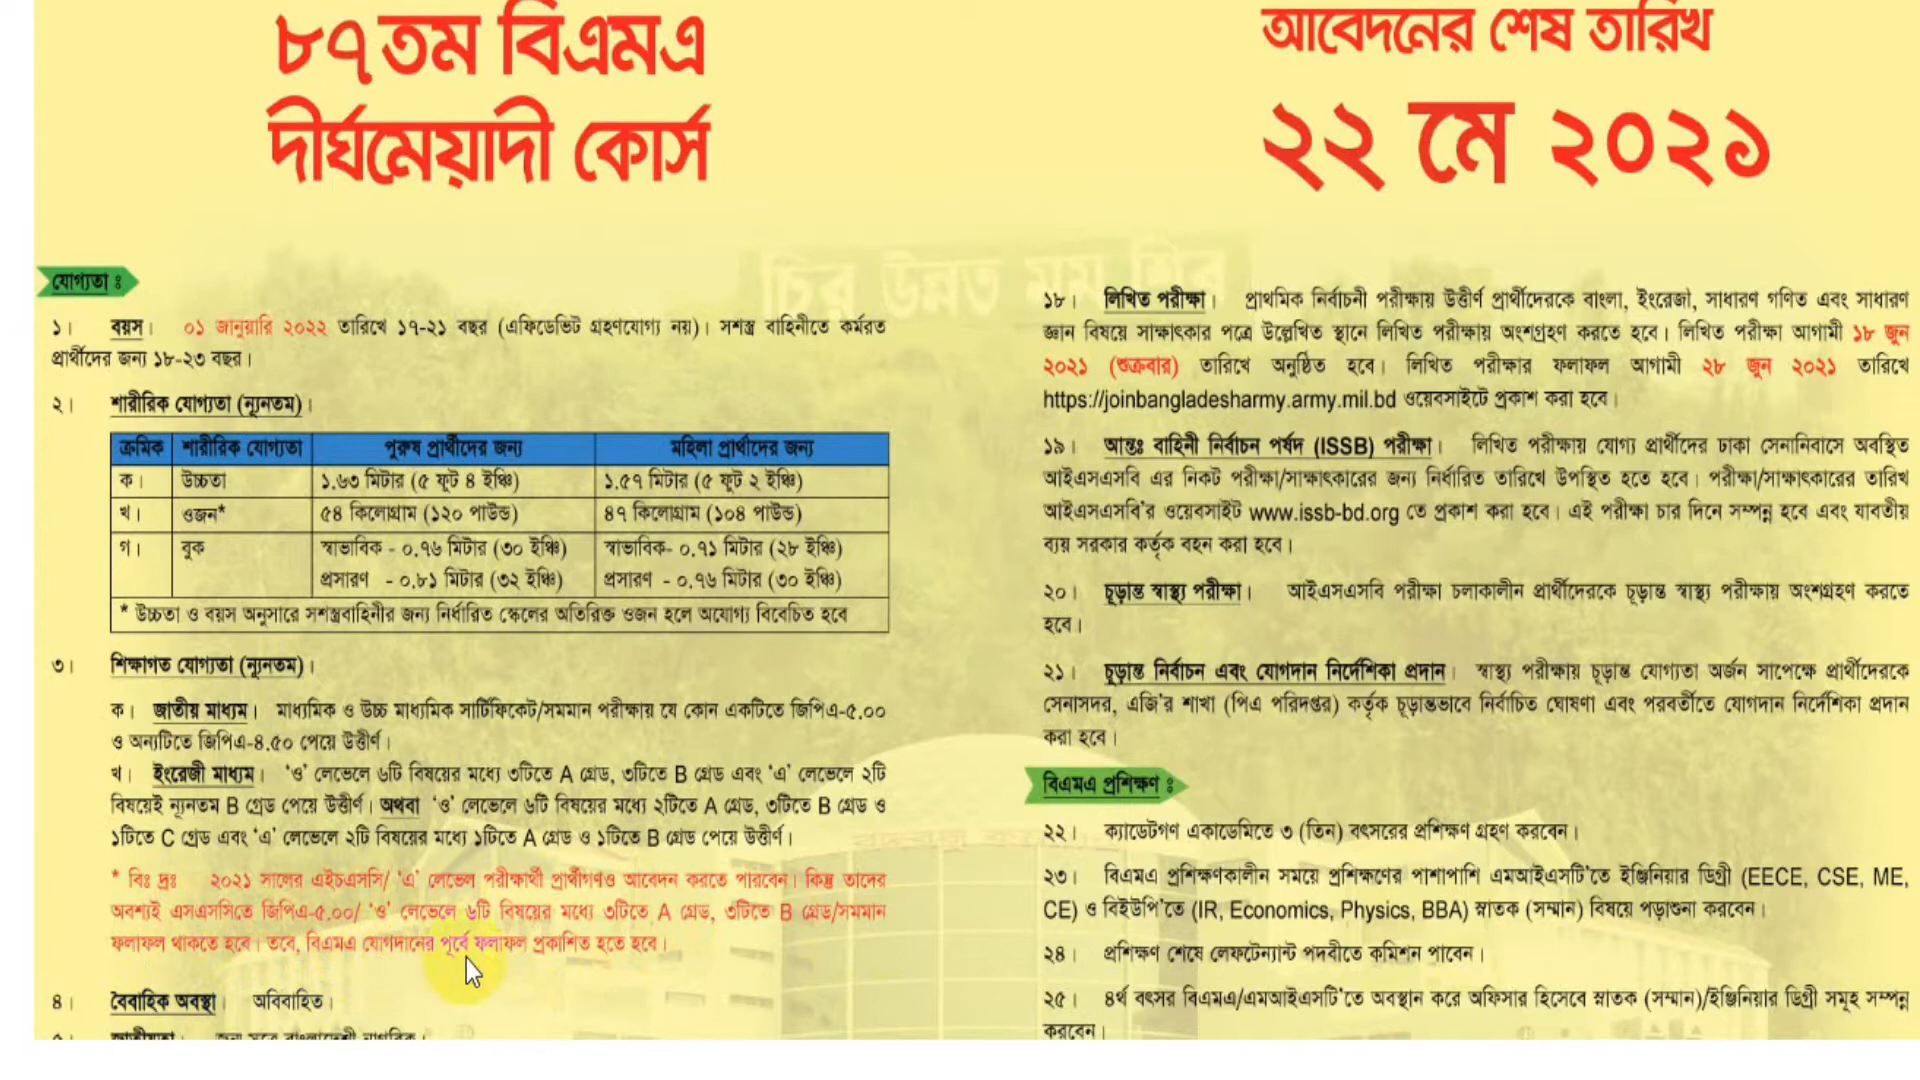 ৮৭তম বিএমএ
দীর্ঘমেয়াদী কোর্স
আবেদনের শেষ তারিখ
২২ মে ২০২১
চির উন্নত মম শির
যোগ্যতা ঃ
১। বয়স। ০১ জানুয়ারি ২০২২ তারিখে ১৭-২১ বছর (এফিডেভিট গ্রহণযোগ্য নয়)। সশস্ত্র বাহিনীতে কর্মরত
প্রার্থীদের জন্য ১৮-২৩ বছর।
২। শারীরিক যোগ্যতা (ন্যূনতম)।
ক্রমিক শারীরিক যোগ্যতা পুরুষ প্রার্থীদের জন্য মহিলা প্রার্থীদের জন্য
ক। উচ্চতা ১.৬৩ মিটার (৫ ফুট ৪ ইঞ্চি) ১.৫৭ মিটার (৫ ফুট ২ ইঞ্চি)
খ। ওজন* ৫৪ কিলোগ্রাম (১২০ পাউন্ড) ৪৭ কিলোগ্রাম (১০৪ পাউন্ড)
গ। বুক স্বাভাবিক - ০.৭৬ মিটার (৩০ ইঞ্চি) স্বাভাবিক- ০.৭১ মিটার (২৮ ইঞ্চি)
প্রসারণ - ০.৮১ মিটার (৩২ ইঞ্চি) প্রসারণ - ০.৭৬ মিটার (৩০ ইঞ্চি)
* উচ্চতা ও বয়স অনুসারে সশস্ত্রবাহিনীর জন্য নির্ধারিত স্কেলের অতিরিক্ত ওজন হলে অযোগ্য বিবেচিত হবে
৩। শিক্ষাগত যোগ্যতা (ন্যূনতম)।
ক। জাতীয় মাধ্যম। মাধ্যমিক ও উচ্চ মাধ্যমিক সার্টিফিকেট/সমমান পরীক্ষায় যে কোন একটিতে জিপিএ-৫.০০
ও অন্যটিতে জিপিএ-৪.৫০ পেয়ে উত্তীর্ণ।
খ। ইংরেজী মাধ্যম। ‘ও’ লেভেলে ৬টি বিষয়ের মধ্যে ৩টিতে A গ্রেড, ৩টিতে B গ্রেড এবং ‘এ’ লেভেলে ২টি
বিষয়েই ন্যূনতম B গ্রেড পেয়ে উত্তীর্ণ। অথবা ‘ও’ লেভেলে ৬টি বিষয়ের মধ্যে ২টিতে A গ্রেড, ৩টিতে B গ্রেড ও
১টিতে C গ্রেড এবং ‘এ’ লেভেলে ২টি বিষয়ের মধ্যে ১টিতে A গ্রেড ও ১টিতে B গ্রেড পেয়ে উত্তীর্ণ।
* বিঃ দ্রঃ ২০২১ সালের এইচএসসি/ ‘এ’ লেভেল পরীক্ষার্থী প্রার্থীগণও আবেদন করতে পারবেন। কিন্তু তাদের
অবশ্যই এসএসসিতে জিপিএ-৫.০০/ ‘ও’ লেভেলে ৬টি বিষয়ের মধ্যে ৩টিতে A গ্রেড, ৩টিতে B গ্রেড/সমমান
ফলাফল থাকতে হবে। তবে, বিএমএ যোগদানের পূর্বে ফলাফল প্রকাশিত হতে হবে।
৪। বৈবাহিক অবস্থা। অবিবাহিত।
৫। জাতীয়তা। জন্ম সূত্রে বাংলাদেশী নাগরিক।
১৮। লিখিত পরীক্ষা। প্রাথমিক নির্বাচনী পরীক্ষায় উত্তীর্ণ প্রার্থীদেরকে বাংলা, ইংরেজী, সাধারণ গণিত এবং সাধারণ
জ্ঞান বিষয়ে সাক্ষাৎকার পত্রে উল্লেখিত স্থানে লিখিত পরীক্ষায় অংশগ্রহণ করতে হবে। লিখিত পরীক্ষা আগামী ১৮ জুন
২০২১ (শুক্রবার) তারিখে অনুষ্ঠিত হবে। লিখিত পরীক্ষার ফলাফল আগামী ২৮ জুন ২০২১ তারিখে
https://joinbangladesharmy.army.mil.bd ওয়েবসাইটে প্রকাশ করা হবে।
১৯। আন্তঃ বাহিনী নির্বাচন পর্ষদ (ISSB) পরীক্ষা। লিখিত পরীক্ষায় যোগ্য প্রার্থীদের ঢাকা সেনানিবাসে অবস্থিত
আইএসএসবি এর নিকট পরীক্ষা/সাক্ষাৎকারের জন্য নির্ধারিত তারিখে উপস্থিত হতে হবে। পরীক্ষা/সাক্ষাৎকারের তারিখ
আইএসএসবি’র ওয়েবসাইট www.issb-bd.org তে প্রকাশ করা হবে। এই পরীক্ষা চার দিনে সম্পন্ন হবে এবং যাবতীয়
ব্যয় সরকার কর্তৃক বহন করা হবে।
২০। চূড়ান্ত স্বাস্থ্য পরীক্ষা। আইএসএসবি পরীক্ষা চলাকালীন প্রার্থীদেরকে চূড়ান্ত স্বাস্থ্য পরীক্ষায় অংশগ্রহণ করতে
হবে।
২১। চূড়ান্ত নির্বাচন এবং যোগদান নির্দেশিকা প্রদান। স্বাস্থ্য পরীক্ষায় চূড়ান্ত যোগ্যতা অর্জন সাপেক্ষে প্রার্থীদেরকে
সেনাসদর, এজি’র শাখা (পিএ পরিদপ্তর) কর্তৃক চূড়ান্তভাবে নির্বাচিত ঘোষণা এবং পরবর্তীতে যোগদান নির্দেশিকা প্রদান
করা হবে।
বিএমএ প্রশিক্ষণ ঃ
২২। ক্যাডেটগণ একাডেমিতে ৩ (তিন) বৎসরের প্রশিক্ষণ গ্রহণ করবেন।
২৩। বিএমএ প্রশিক্ষণকালীন সময়ে প্রশিক্ষণের পাশাপাশি এমআইএসটি’তে ইঞ্জিনিয়ার ডিগ্রী (EECE, CSE, ME,
CE) ও বিইউপি’তে (IR, Economics, Physics, BBA) স্নাতক (সম্মান) বিষয়ে পড়াশুনা করবেন।
২৪। প্রশিক্ষণ শেষে লেফটেন্যান্ট পদবীতে কমিশন পাবেন।
২৫। ৪র্থ বৎসর বিএমএ/এমআইএসটি’তে অবস্থান করে অফিসার হিসেবে স্নাতক (সম্মান)/ইঞ্জিনিয়ার ডিগ্রী সমূহ সম্পন্ন
করবেন।